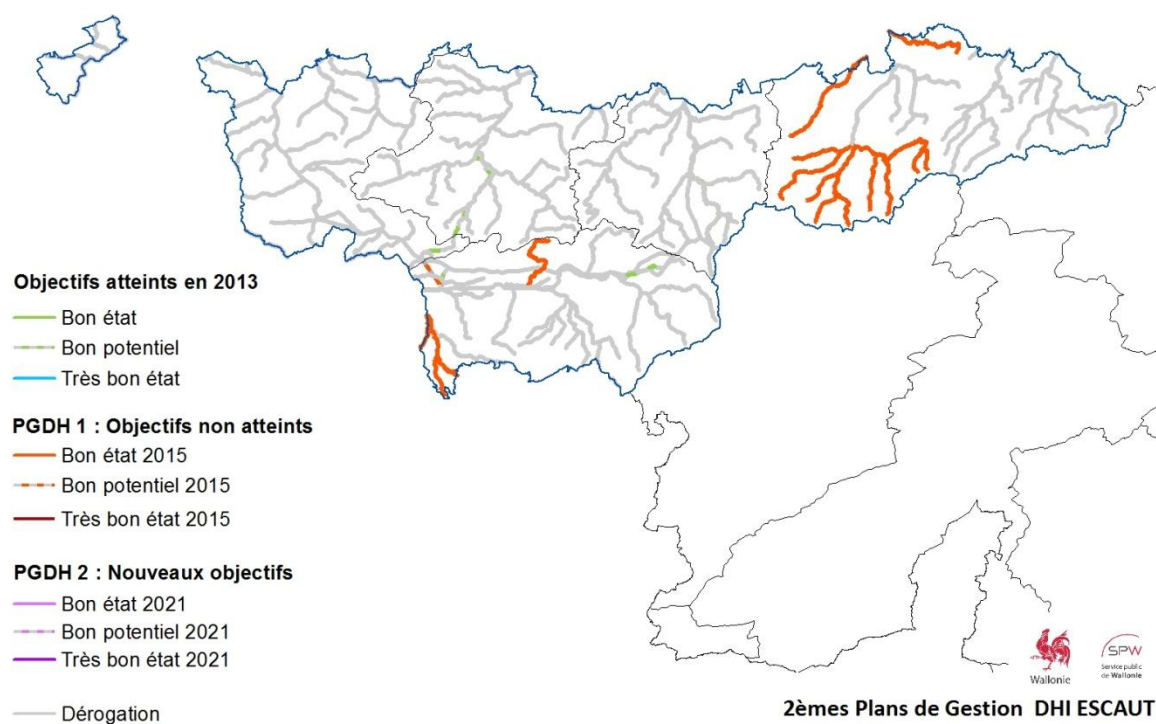 Objectifs atteints en 2013
Bon état
Bon potentiel
Très bon état
PGDH 1 : Objectifs non atteints
Bon état 2015
Bon potentiel 2015
Très bon état 2015
PGDH 2 : Nouveaux objectifs
Bon état 2021
Bon potentiel 2021
Très bon état 2021
Dérogation
Wallonie
SPW
Service public
de Wallonie
2èmes Plans de Gestion DHI ESCAUT